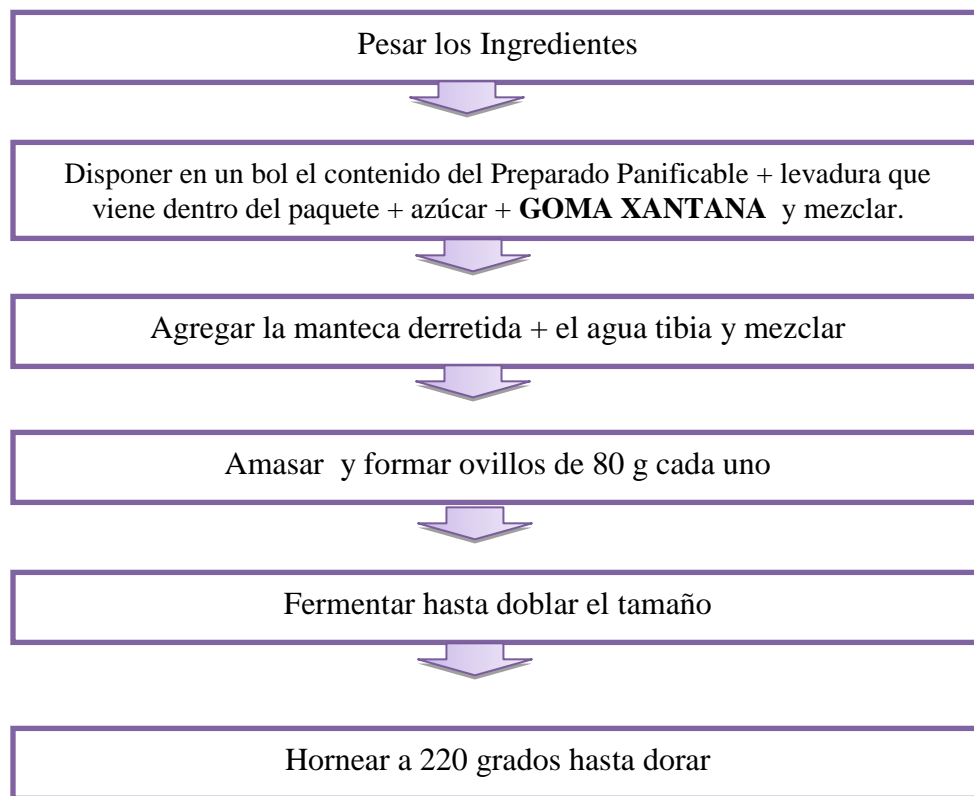 Pesar los Ingredientes
Disponer en un bol el contenido del Preparado Panificable + levadura que
viene dentro del paquete + azúcar + GOMA XANTANA y mezclar.
Agregar la manteca derretida + el agua tibia y mezclar
Amasar y formar ovillos de 80 g cada uno
Fermentar hasta doblar el tamaño
Hornear a 220 grados hasta dorar